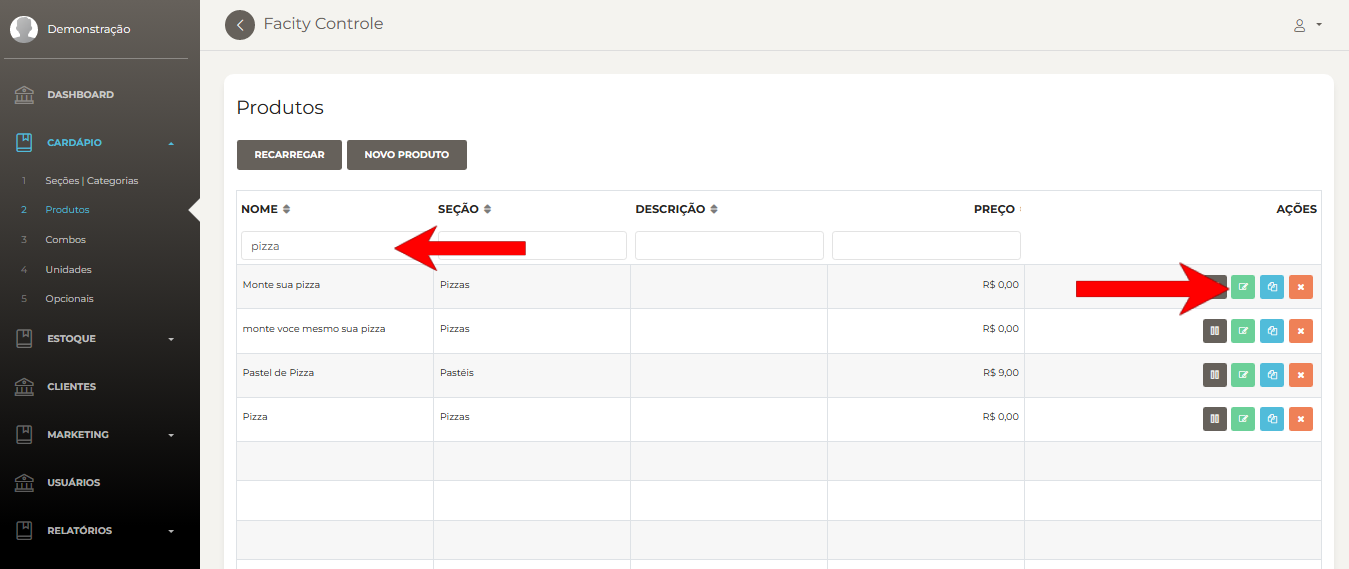 Demonstração
Facity Controle
DASHBOARD
CARDÁPIO
1 Seções | Categorias
2 Produtos
3 Combos
4 Unidades
5 Opcionais
ESTOQUE
CLIENTES
MARKETING
USUÁRIOS
RELATÓRIOS
Produtos
RECARREGAR NOVO PRODUTO
NOME SEÇÃO DESCRIÇÃO PREÇO AÇÕES
pizza
Monte sua pizza Pizzas R$ 0,00
monte voce mesmo sua pizza Pizzas R$ 0,00
Pastel de Pizza Pastéis R$ 9,00
Pizza Pizzas R$ 0,00